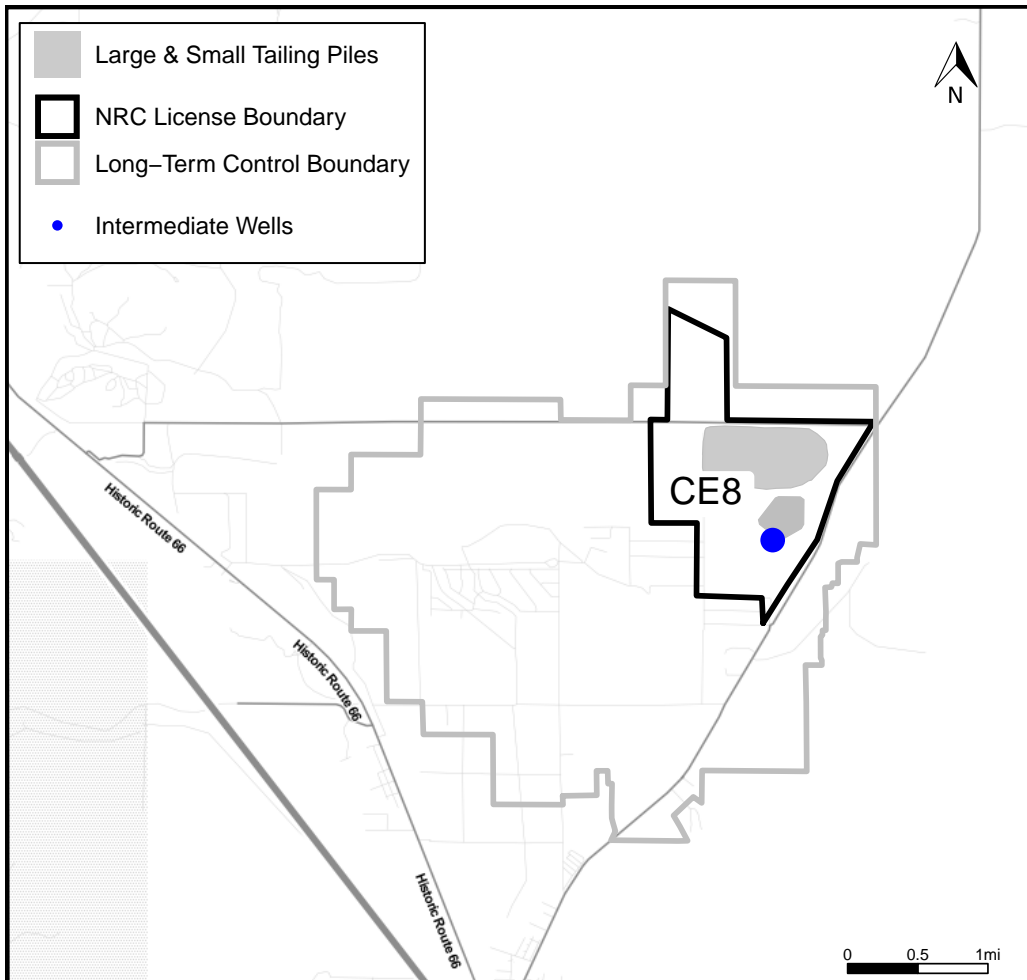 Large & Small Tailing Piles
NRC License Boundary
Long−Term Control Boundary
Intermediate Wells
N
CE8
Historic Route 66
Historic Route 66
Historic Route 66
0 0.5 1mi